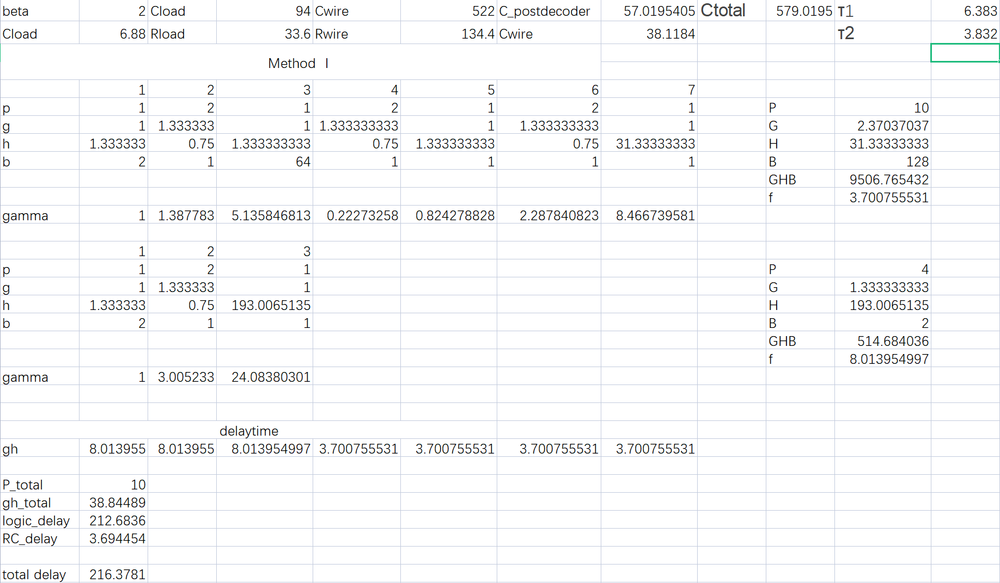 beta 2 Cload 94 Cwire 522 C_postdecoder 57.0195405 Ctotal 579.0195 τ1 6.383
Cload 6.88 Rload 33.6 Rwire 134.4 Cwire 38.1184 τ2 3.832
Method I
1 2 3 4 5 6 7
p 1 2 1 2 1 2 1 P 10
g 1 1.333333 1 1.333333333 1 1.333333333 1 G 2.37037037
h 1.333333 0.75 1.333333333 0.75 1.333333333 0.75 31.33333333 H 31.33333333
b 2 1 64 1 1 1 1 B 128
GHB 9506.765432
f 3.700755531
gamma 1 1.387783 5.135846813 0.22273258 0.824278828 2.287840823 8.466739581
1 2 3
p 1 2 1 P 4
g 1 1.333333 1 G 1.333333333
h 1.333333 0.75 193.0065135 H 193.0065135
b 2 1 1 B 2
GHB 514.684036
f 8.013954997
gamma 1 3.005233 24.08380301
delaytime
gh 8.013955 8.013955 8.013954997 3.700755531 3.700755531 3.700755531 3.700755531
P_total 10
gh_total 38.84489
logic_delay 212.6836
RC_delay 3.694454
total delay 216.3781